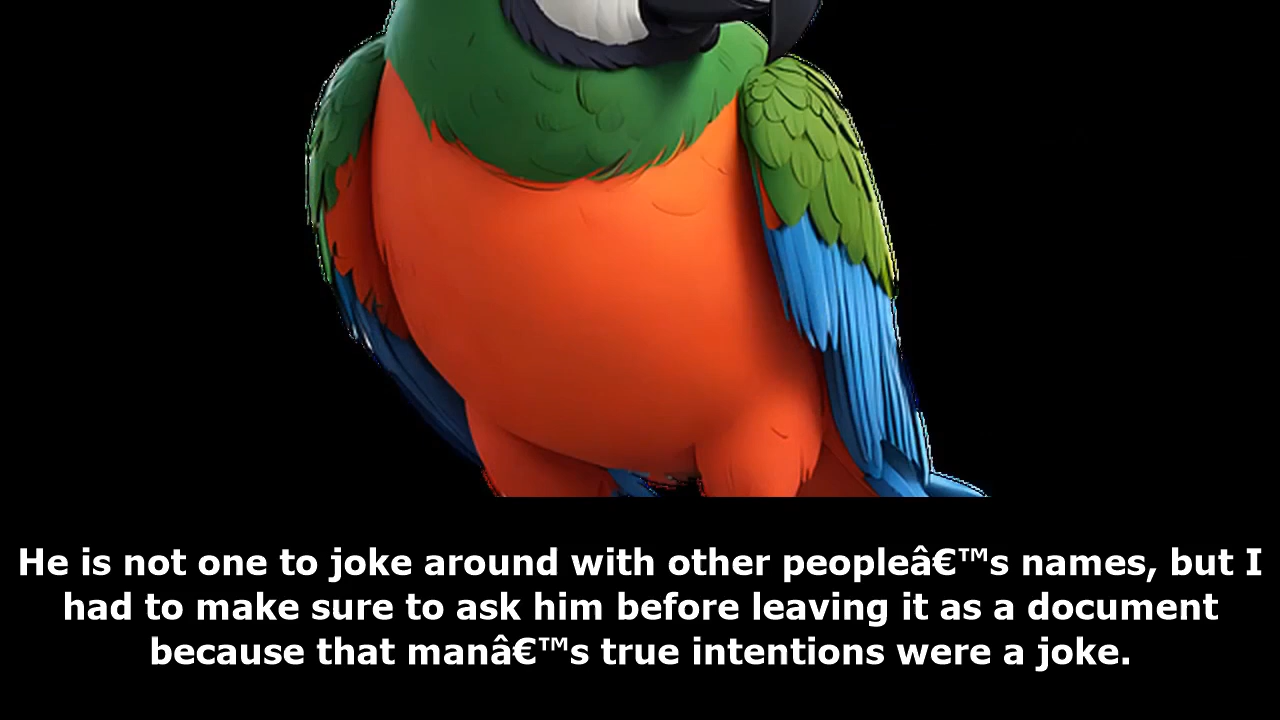 He is not one to joke around with other peopleâ€™s names, but I
had to make sure to ask him before leaving it as a document
because that manâ€™s true intentions were a joke.